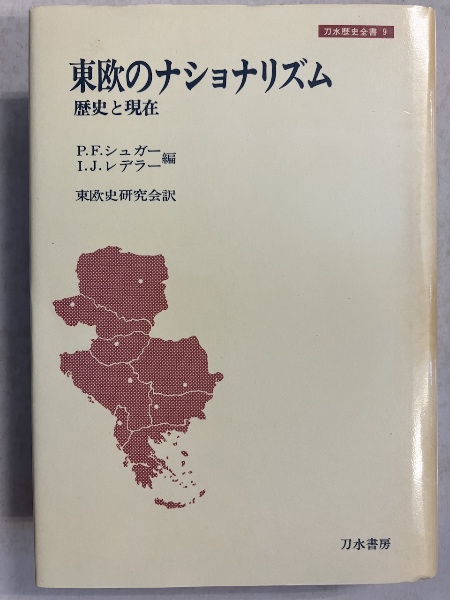 刀水歴史全書 9
東欧のナショナリズム
歴史と現在
P.F.シュガー
I.J.レデラー編
東欧史研究会訳
刀水書房